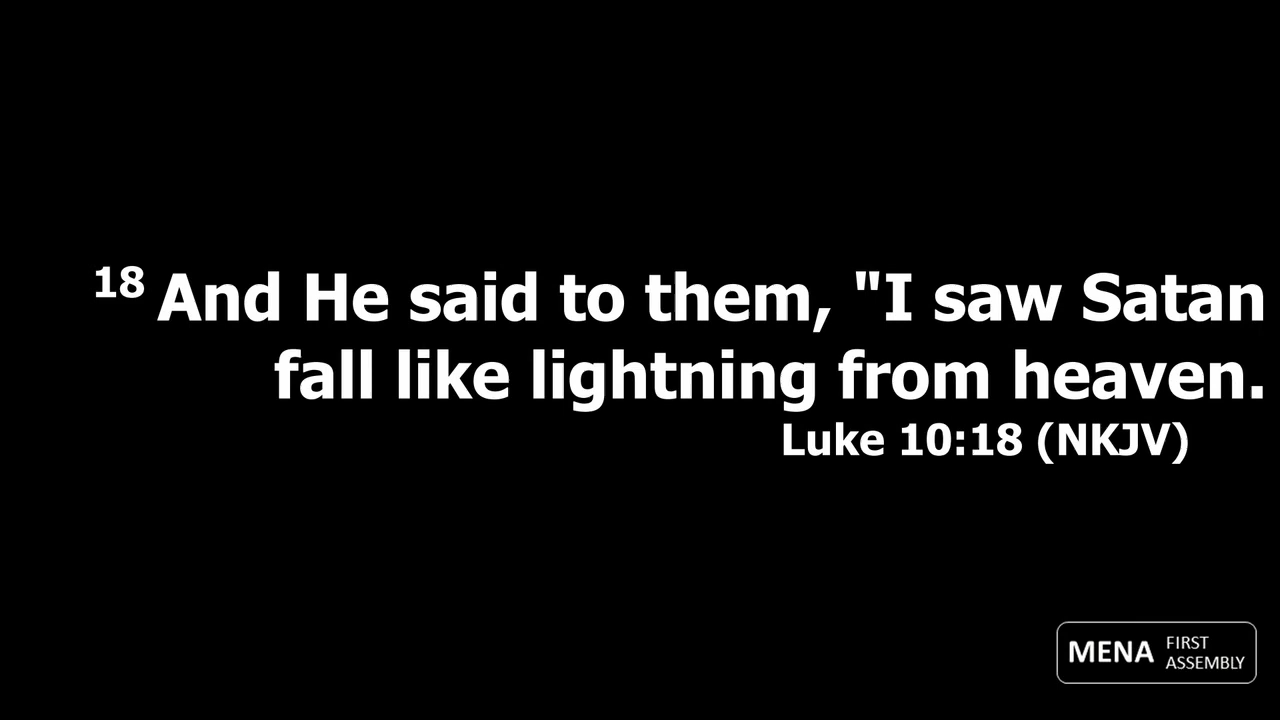 18 And He said to them, "I saw Satan
fall like lightning from heaven.
Luke 10:18 (NKJV)
MENA FIRST
ASSEMBLY